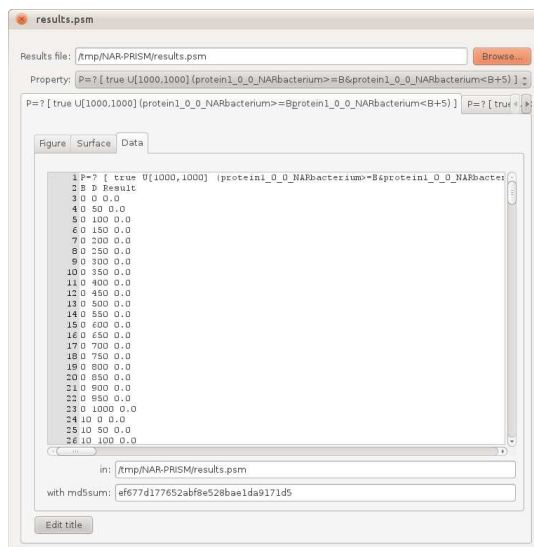 results.psm
Results file: /tmp/NAR-PRISM/results.psm Browse...
Property: P=? [ true U[1000,1000] (protein1_0_0_NARbacterium>=B&protein1_0_0_NARbacterium<B+5) ]
P=? [ true U[1000,1000] (protein1_0_0_NARbacterium>=Bprotein1_0_0_NARbacterium<B+5) ] P=? [ true
Figure Surface Data
1 P=? [ true U[1000,1000] (protein1_0_0_NARbacterium>=B&protein1_0_0_NARbacter
2 B D Result
3 0 0 0.0
4 0 50 0.0
5 0 100 0.0
6 0 150 0.0
7 0 200 0.0
8 0 250 0.0
9 0 300 0.0
10 0 350 0.0
11 0 400 0.0
12 0 450 0.0
13 0 500 0.0
14 0 550 0.0
15 0 600 0.0
16 0 650 0.0
17 0 700 0.0
18 0 750 0.0
19 0 800 0.0
20 0 850 0.0
21 0 900 0.0
22 0 950 0.0
23 0 1000 0.0
24 10 0 0.0
25 10 50 0.0
26 10 100 0.0
in: /tmp/NAR-PRISM/results.psm
with md5sum: ef677d177652abf8e528bae1da9171d5
Edit title